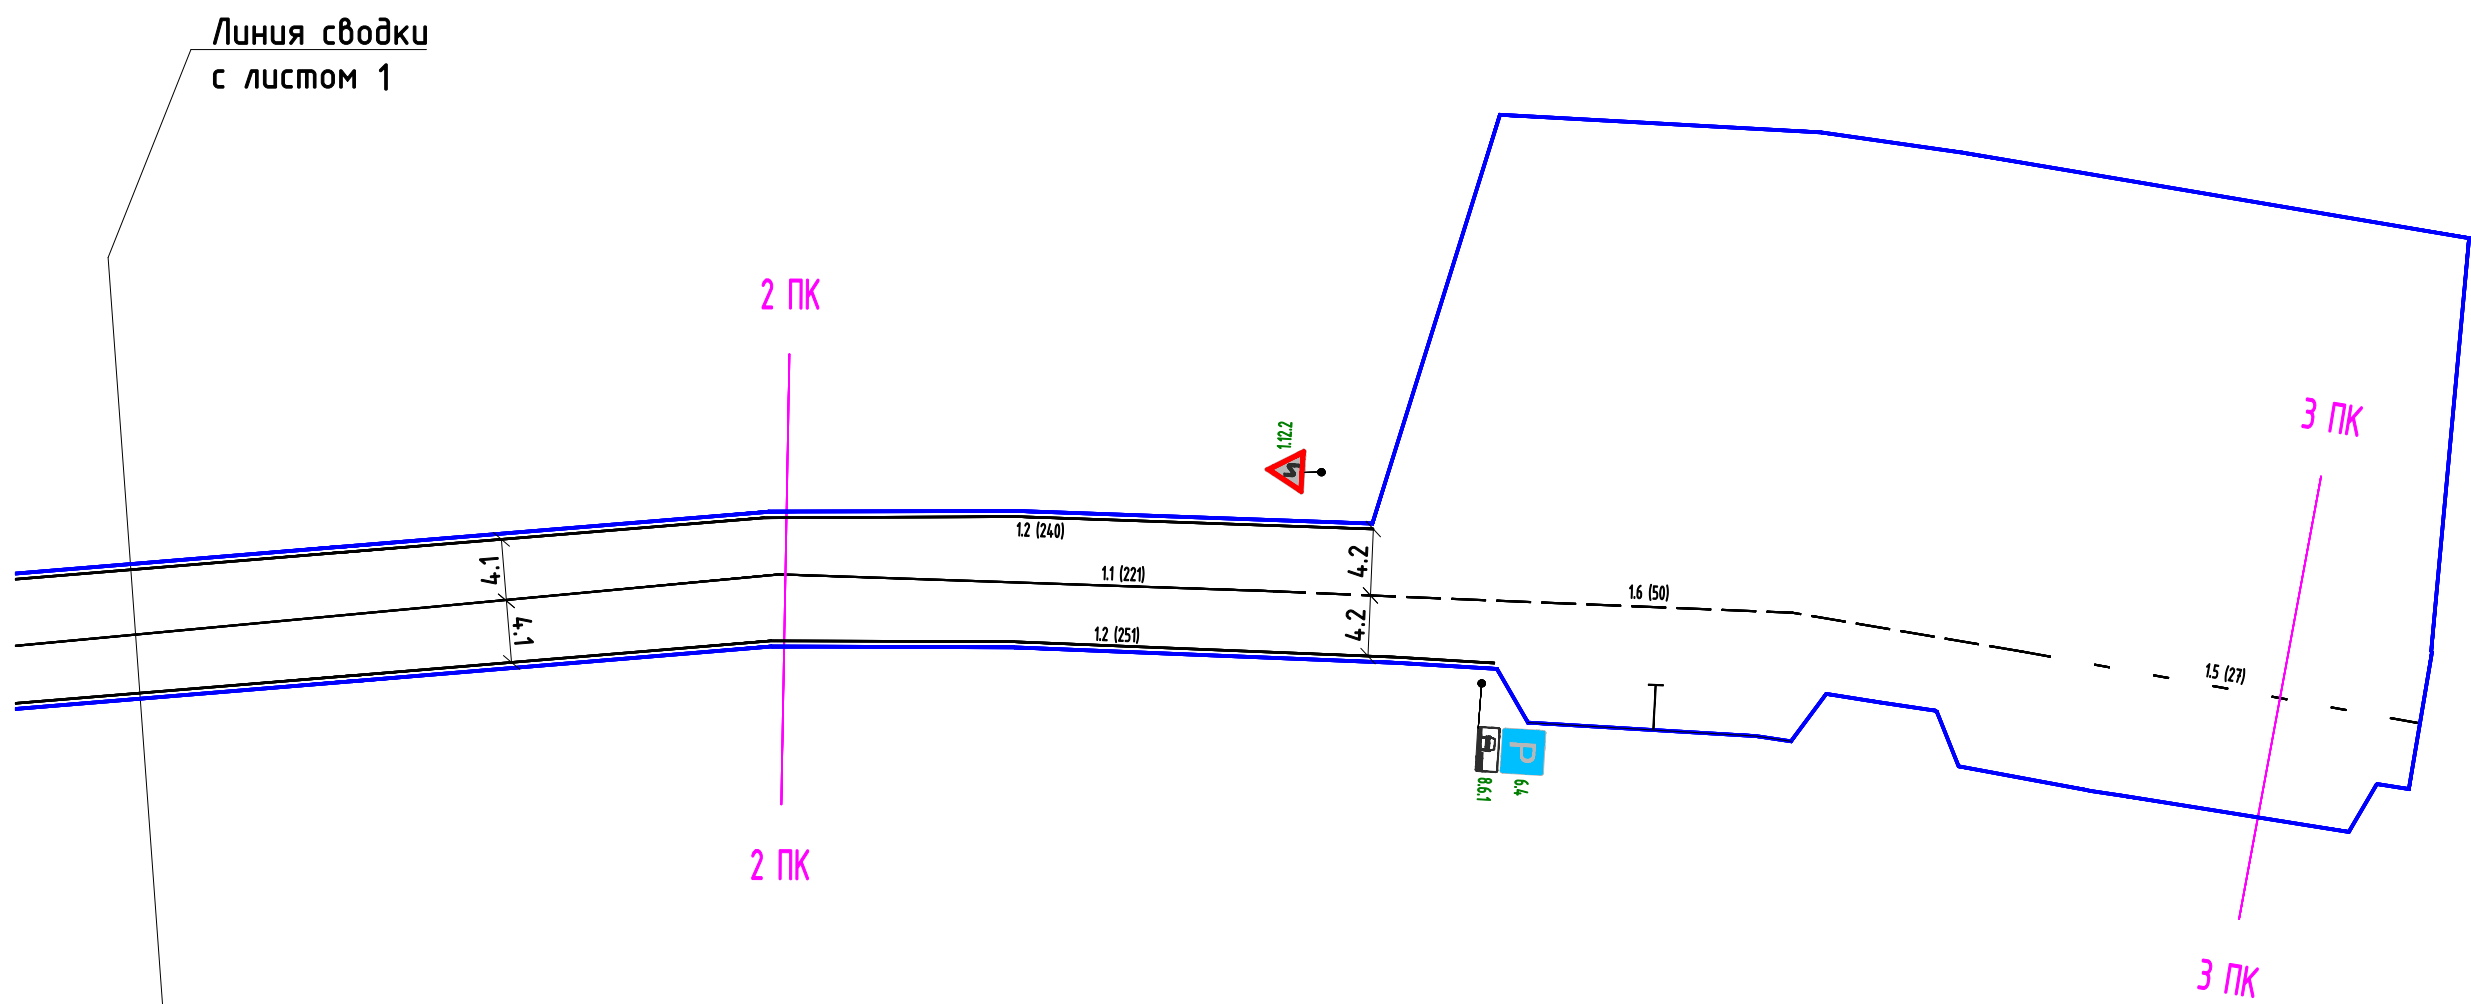 Линия сводки
с листом 1
2 ПК
3 ПК
1.12.2
1.2 (240)
4.1
4.2
1.1 (221)
1.6 (50)
4.1
4.2
1.2 (251)
1.5 (27)
P
8.6.1
6.4
2 ПК
3 ПК